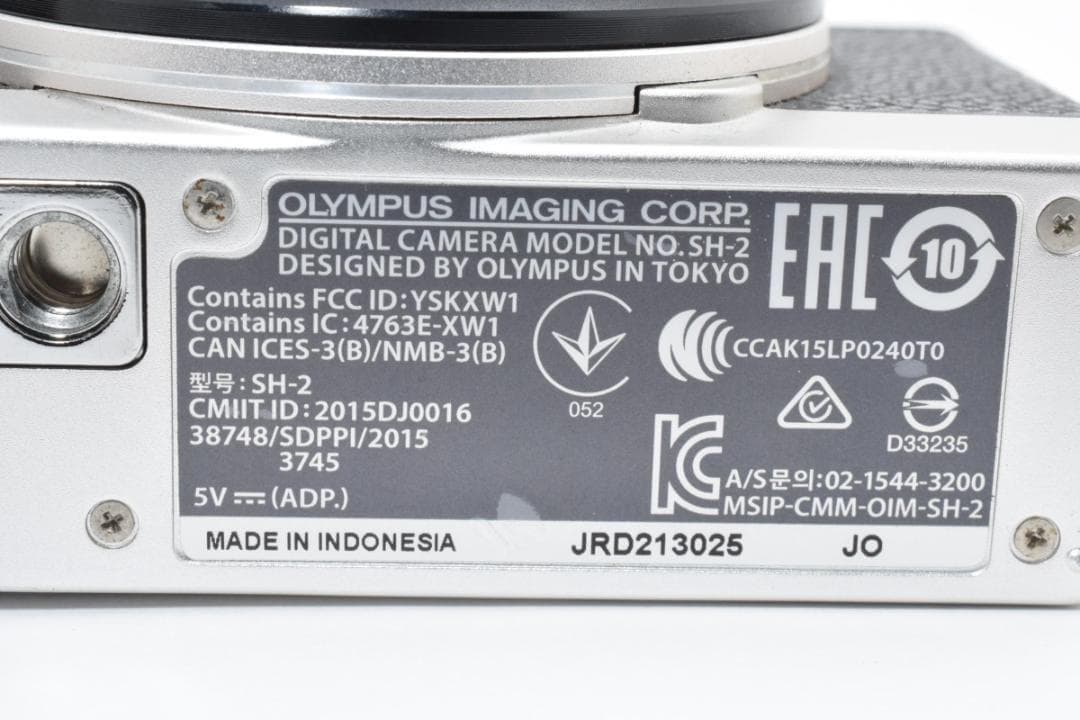 OLYMPUS IMAGING CORP.
DIGITAL CAMERA MODEL NO. SH-2
DESIGNED BY OLYMPUS IN TOKYO
EAC
10
Contains FCC ID: YSKXW1
Contains IC: 4763E-XW1
CAN ICES-3(B)/NMB-3(B)
052
CCAK15LP0240T0
型号: SH-2
CMIIT ID: 2015DJ0016
38748/SDPPI/2015
3745
D33235
5V ⎓ (ADP.)
KC
A/S문의: 02-1544-3200
MSIP-CMM-OIM-SH-2
MADE IN INDONESIA
JRD213025
JO